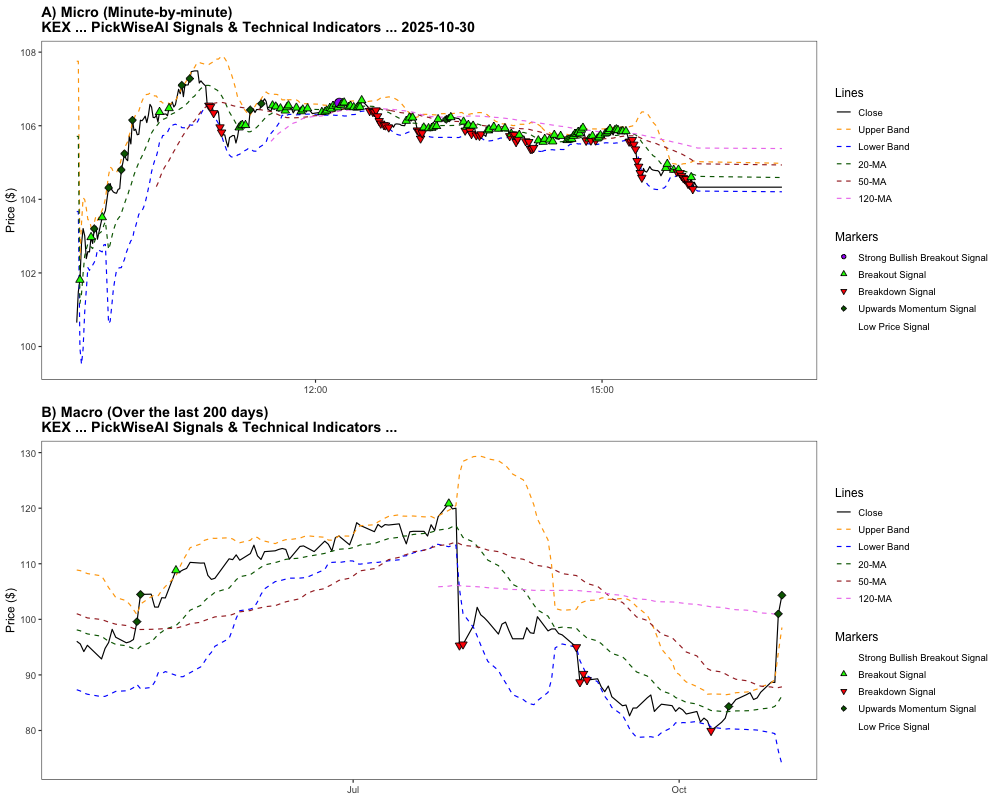 A) Micro (Minute-by-minute)
KEX ... PickWiseAI Signals & Technical Indicators ... 2025-10-30
108
106
104
102
100
Price ($)
12:00
15:00
Lines
Close
Upper Band
Lower Band
20-MA
50-MA
120-MA
Markers
Strong Bullish Breakout Signal
Breakout Signal
Breakdown Signal
Upwards Momentum Signal
Low Price Signal
B) Macro (Over the last 200 days)
KEX ... PickWiseAI Signals & Technical Indicators ...
130
120
110
100
90
80
Price ($)
Jul
Oct
Lines
Close
Upper Band
Lower Band
20-MA
50-MA
120-MA
Markers
Strong Bullish Breakout Signal
Breakout Signal
Breakdown Signal
Upwards Momentum Signal
Low Price Signal